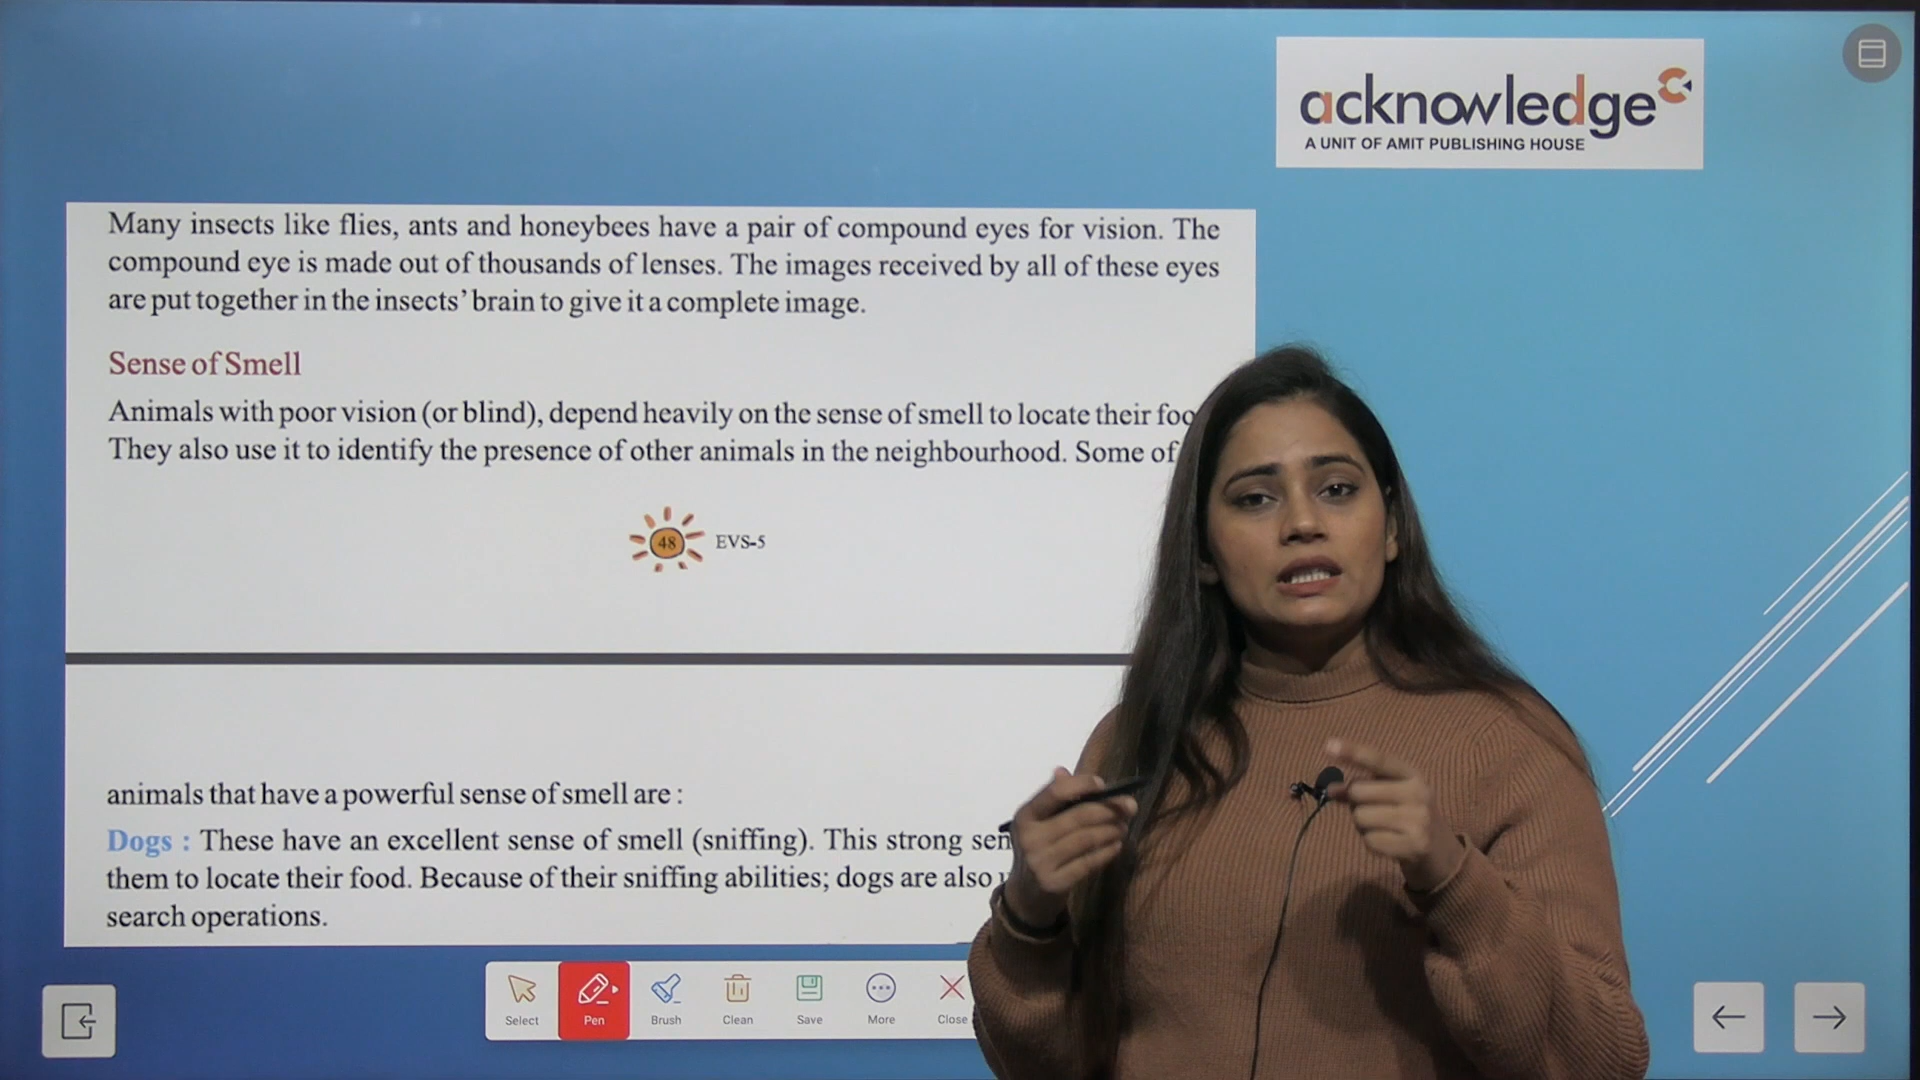 acknowledge
A UNIT OF AMIT PUBLISHING HOUSE
Many insects like flies, ants and honeybees have a pair of compound eyes for vision. The
compound eye is made out of thousands of lenses. The images received by all of these eyes
are put together in the insects' brain to give it a complete image.
Sense of Smell
Animals with poor vision (or blind), depend heavily on the sense of smell to locate their
They also use it to identify the presence of other animals in the neighbourhood. Some of
48 EVS-5
animals that have a powerful sense of smell are :
Dogs : These have an excellent sense of smell (sniffing). This strong
them to locate their food. Because of their sniffing abilities; dogs are also
search operations.
Select Pen Brush Clean Save More Close